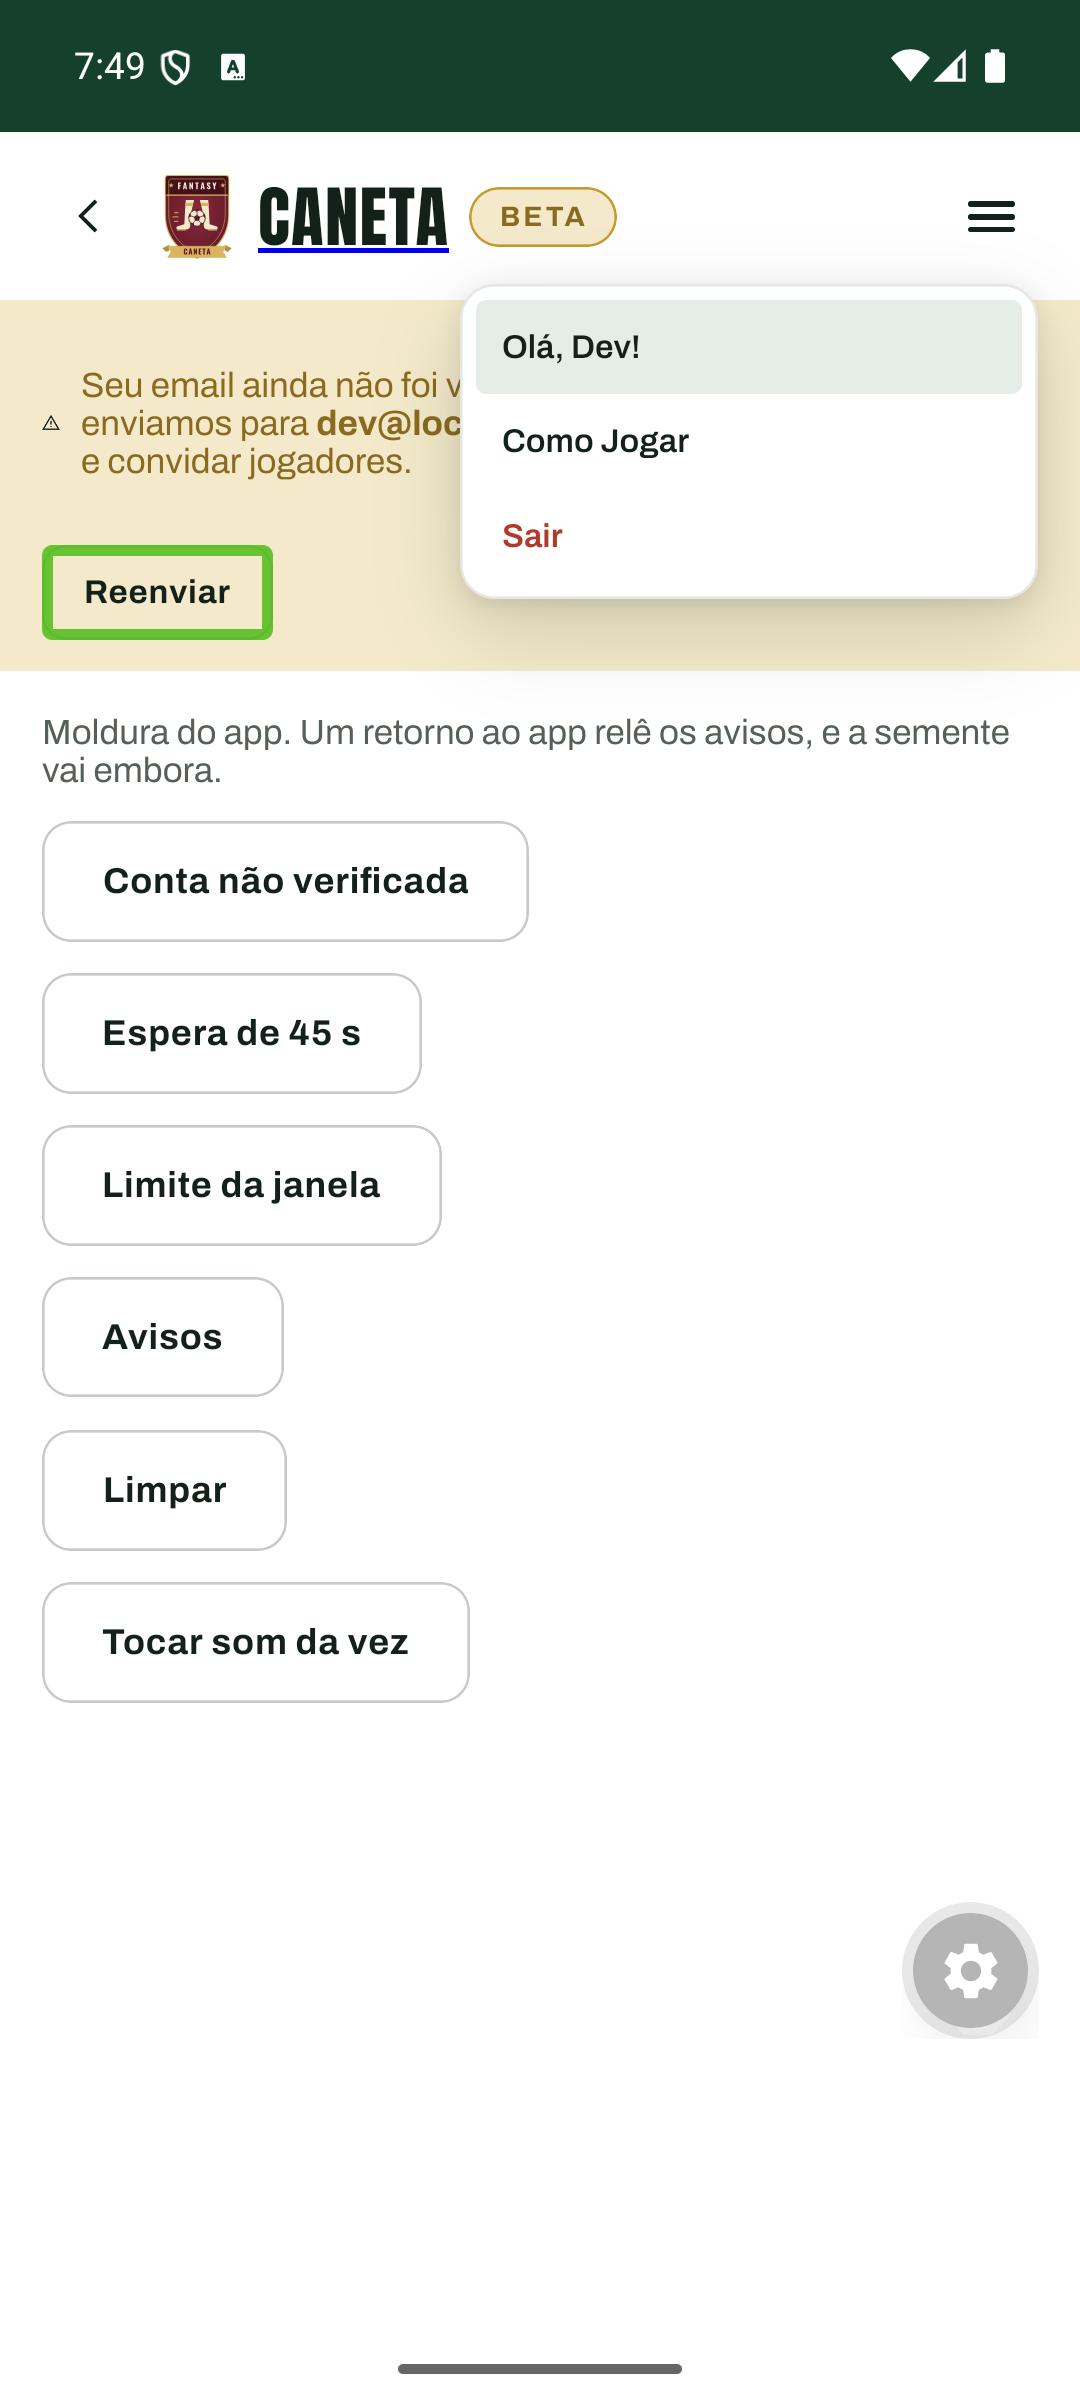 7:49
FANTASY
CANETA
CANETA
BETA
Olá, Dev!
Como Jogar
Sair
Seu email ainda não foi
enviamos para dev@loc
e convidar jogadores.
Reenviar
Moldura do app. Um retorno ao app relê os avisos, e a semente
vai embora.
Conta não verificada
Espera de 45 s
Limite da janela
Avisos
Limpar
Tocar som da vez